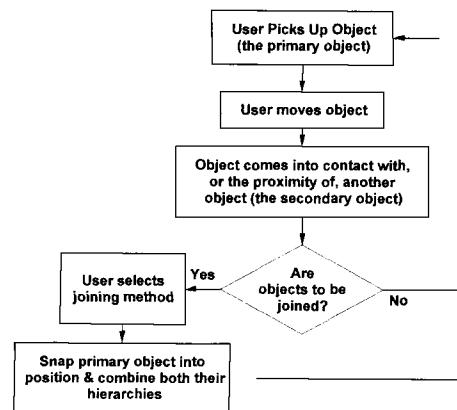 User Picks Up Object
(the primary object)
User moves object
Object comes into contact with,
or the proximity of, another
object (the secondary object)
Are
objects to be
joined?
Yes
No
User selects
joining method
Snap primary object into
position & combine both their
hierarchies